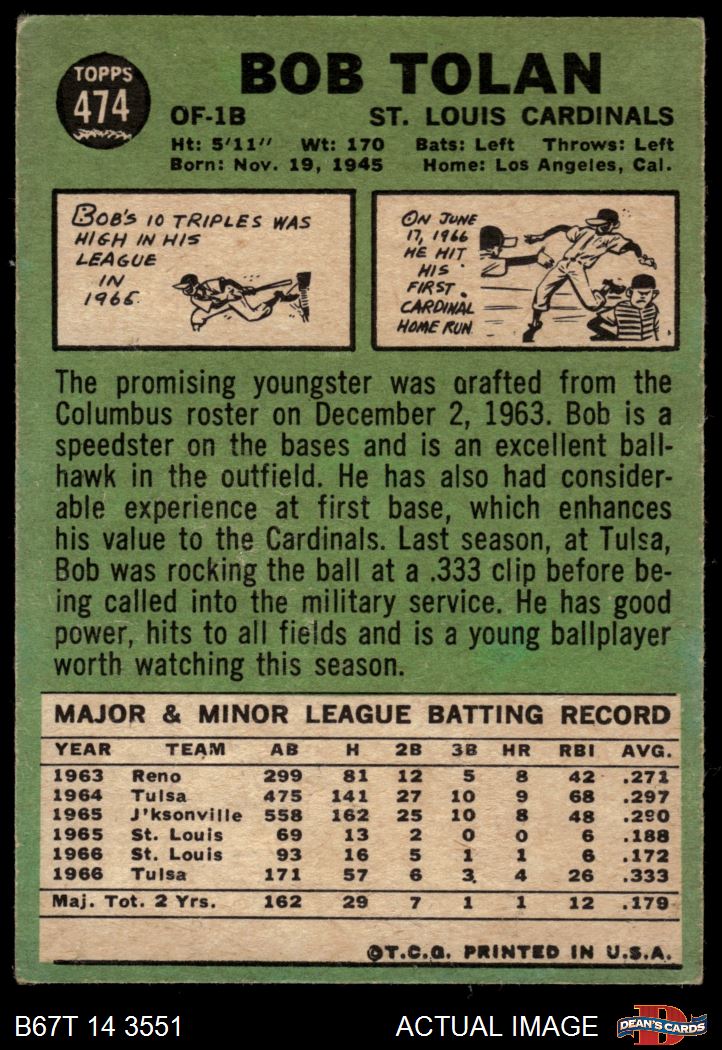 TOPPS
474
BOB TOLAN
OF-1B ST. LOUIS CARDINALS
Ht: 5'11" Wt: 170 Bats: Left Throws: Left
Born: Nov. 19, 1945 Home: Los Angeles, Cal.
BOB'S 10 TRIPLES WAS
HIGH IN HIS
LEAGUE
IN
1965.
ON JUNE
17, 1966
HE HIT
HIS
FIRST
CARDINAL
HOME RUN.
The promising youngster was drafted from the
Columbus roster on December 2, 1963. Bob is a
speedster on the bases and is an excellent ball-
hawk in the outfield. He has also had consider-
able experience at first base, which enhances
his value to the Cardinals. Last season, at Tulsa,
Bob was rocking the ball at a .333 clip before be-
ing called into the military service. He has good
power, hits to all fields and is a young ballplayer
worth watching this season.
MAJOR & MINOR LEAGUE BATTING RECORD
YEAR TEAM AB H 2B 3B HR RBI AVG.
1963 Reno 299 81 12 5 8 42 .271
1964 Tulsa 475 141 27 10 9 68 .297
1965 J'ksonville 558 162 25 10 8 48 .290
1965 St. Louis 69 13 2 0 0 6 .188
1966 St. Louis 93 16 5 1 1 6 .172
1966 Tulsa 171 57 6 3 4 26 .333
Maj. Tot. 2 Yrs. 162 29 7 1 1 12 .179
©T.C.G. PRINTED IN U.S.A.
B67T 14 3551 ACTUAL IMAGE
D
DEAN'S CARDS